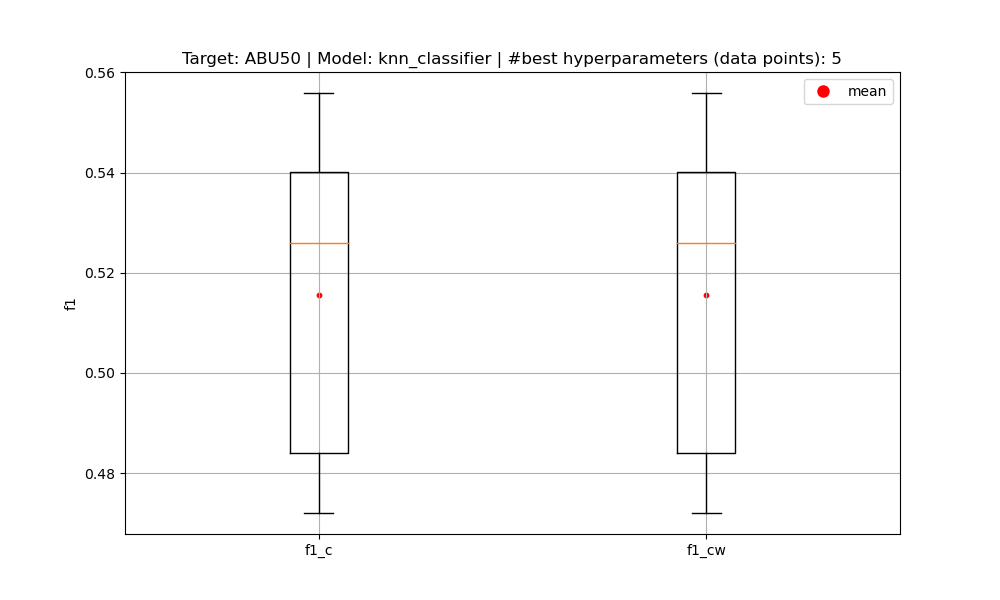 Target: ABU50 | Model: knn_classifier | #best hyperparameters (data points): 5
mean
0.56
0.54
0.52
0.50
0.48
f1
f1_c
f1_cw